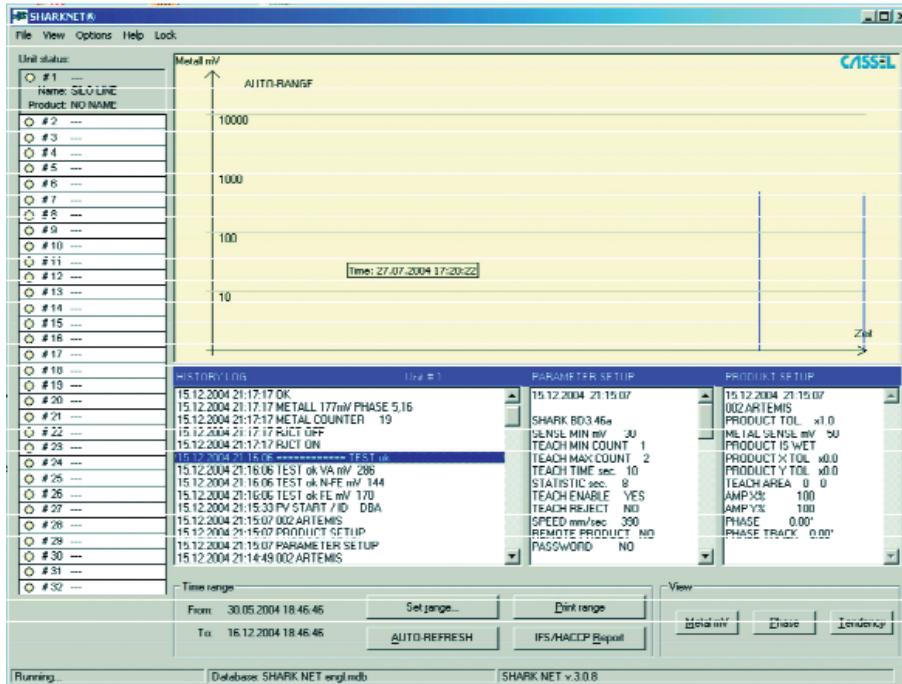 SHARKNET®
File View Options Help Lock
Unit status:
#1 ---
Name: SILO LINE
Product: NO NAME
#2 ---
#3 ---
#4 ---
#5 ---
#6 ---
#7 ---
#8 ---
#9 ---
#10 ---
#11 ---
#12 ---
#13 ---
#14 ---
#15 ---
#16 ---
#17 ---
#18 ---
#19 ---
#20 ---
#21 ---
#22 ---
#23 ---
#24 ---
#25 ---
#26 ---
#27 ---
#28 ---
#29 ---
#30 ---
#31 ---
#32 ---
Metall mV
CASSEL
AUTO-RANGE
10000
1000
100
10
Time: 27.07.2004 17:20:22
Zeit
HISTORY LOG Unit # 1
15.12.2004 21:17:17 OK
15.12.2004 21:17:17 METALL 177mV PHASE 5,16
15.12.2004 21:17:17 METAL COUNTER 19
15.12.2004 21:17:17 RJCT OFF
15.12.2004 21:17:17 RJCT ON
15.12.2004 21:16:06 ============ TEST ok
15.12.2004 21:16:06 TEST ok VA mV 286
15.12.2004 21:16:06 TEST ok N-FE mV 144
15.12.2004 21:16:06 TEST ok FE mV 170
15.12.2004 21:15:33 PV START / ID DBA
15.12.2004 21:15:07 002 ARTEMIS
15.12.2004 21:15:07 PRODUCT SETUP
15.12.2004 21:15:07 PARAMETER SETUP
15.12.2004 21:14:49 002 ARTEMIS
PARAMETER SETUP
15.12.2004 21:15:07
SHARK BD3.46a
SENSE MIN mV 30
TEACH MIN COUNT 1
TEACH MAX COUNT 2
TEACH TIME sec. 10
STATISTIC sec. 8
TEACH ENABLE YES
TEACH REJECT NO
SPEED mm/sec 390
REMOTE PRODUCT NO
PASSWORD NO
PRODUKT SETUP
15.12.2004 21:15:07
002 ARTEMIS
PRODUCT TOL. x1.0
METAL SENSE mV 50
PRODUCT IS WET
PRODUCT X TOL x0.0
PRODUCT Y TOL x0.0
TEACH AREA 0 0
AMP X% 100
AMP Y% 100
PHASE 0.00°
PHASE TRACK 0.00°
Time range
From: 30.05.2004 18:46:46
To: 16.12.2004 18:46:46
Set range...
Print range
AUTO-REFRESH
IFS/HACCP Report
View
Metal mV
Phase
Tendency
Running...
Database: SHARK NET engl.mdb
SHARK NET v.3.0.8